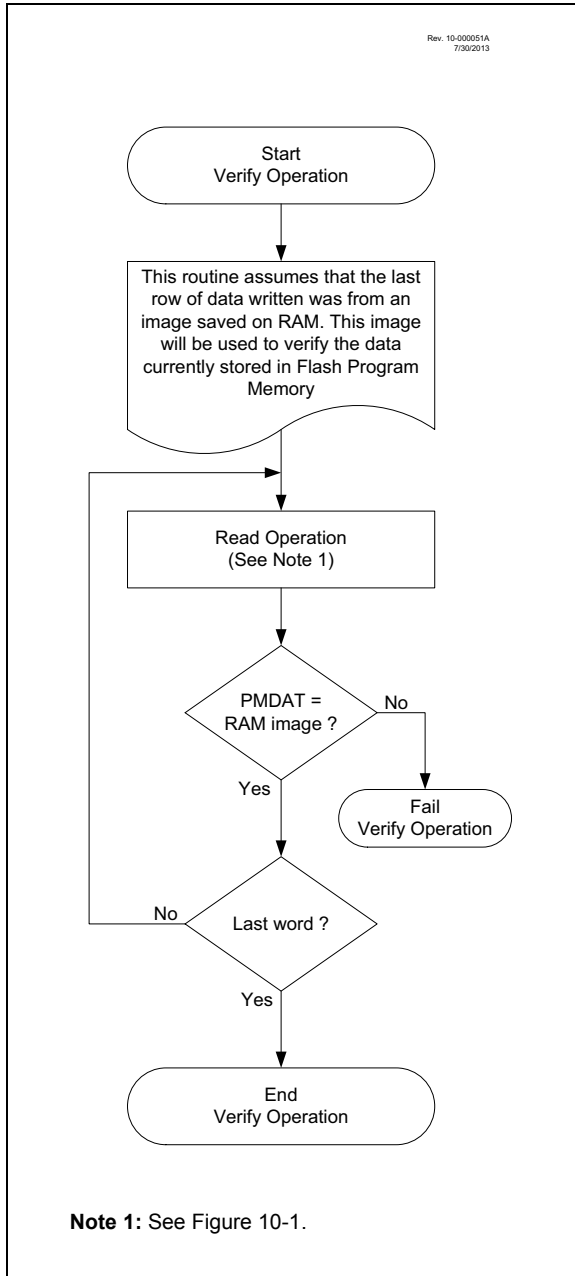 Rev. 10-000051A
7/30/2013
Start
Verify Operation
This routine assumes that the last
row of data written was from an
image saved on RAM. This image
will be used to verify the data
currently stored in Flash Program
Memory
Read Operation
(See Note 1)
PMDAT =
RAM image ?
No
Yes
Fail
Verify Operation
Last word ?
No
Yes
End
Verify Operation
Note 1: See Figure 10-1.